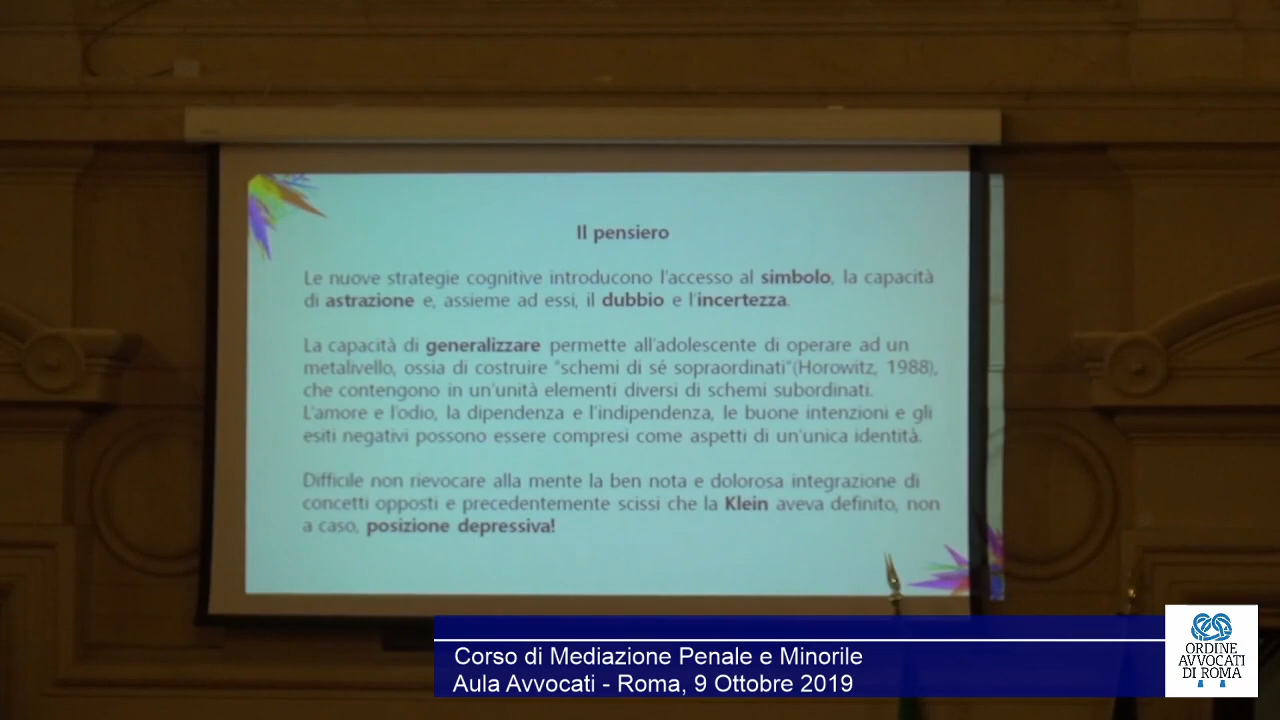 Il pensiero
Le nuove strategie cognitive introducono l'accesso al simbolo, la capacità
di astrazione e, assieme ad essi, il dubbio e l'incertezza.
La capacità di generalizzare permette all'adolescente di operare ad un
metalivello, ossia di costruire "schemi di sé sopraordinati"(Horowitz, 1988),
che contengono in un'unità elementi diversi di schemi subordinati.
L'amore e l'odio, la dipendenza e l'indipendenza, le buone intenzioni e gli
esiti negativi possono essere compresi come aspetti di un'unica identità.
Difficile non rievocare alla mente la ben nota e dolorosa integrazione di
concetti opposti e precedentemente scissi che la Klein aveva definito, non
a caso, posizione depressiva!
Corso di Mediazione Penale e Minorile
Aula Avvocati - Roma, 9 Ottobre 2019
ORDINE
AVVOCATI
DI ROMA